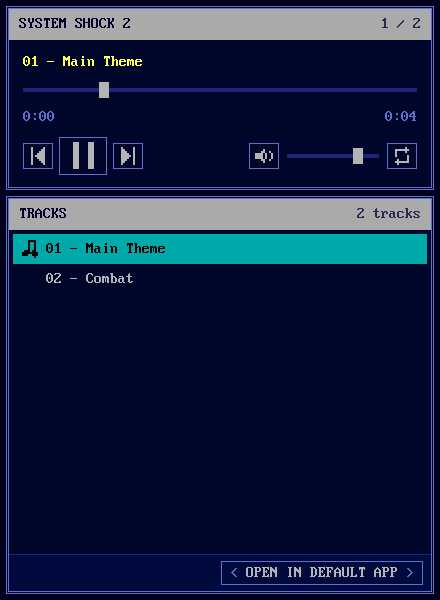 SYSTEM SHOCK 2 1 / 2
01 - Main Theme
0:00 0:04
TRACKS 2 tracks
01 - Main Theme
02 - Combat
< OPEN IN DEFAULT APP >